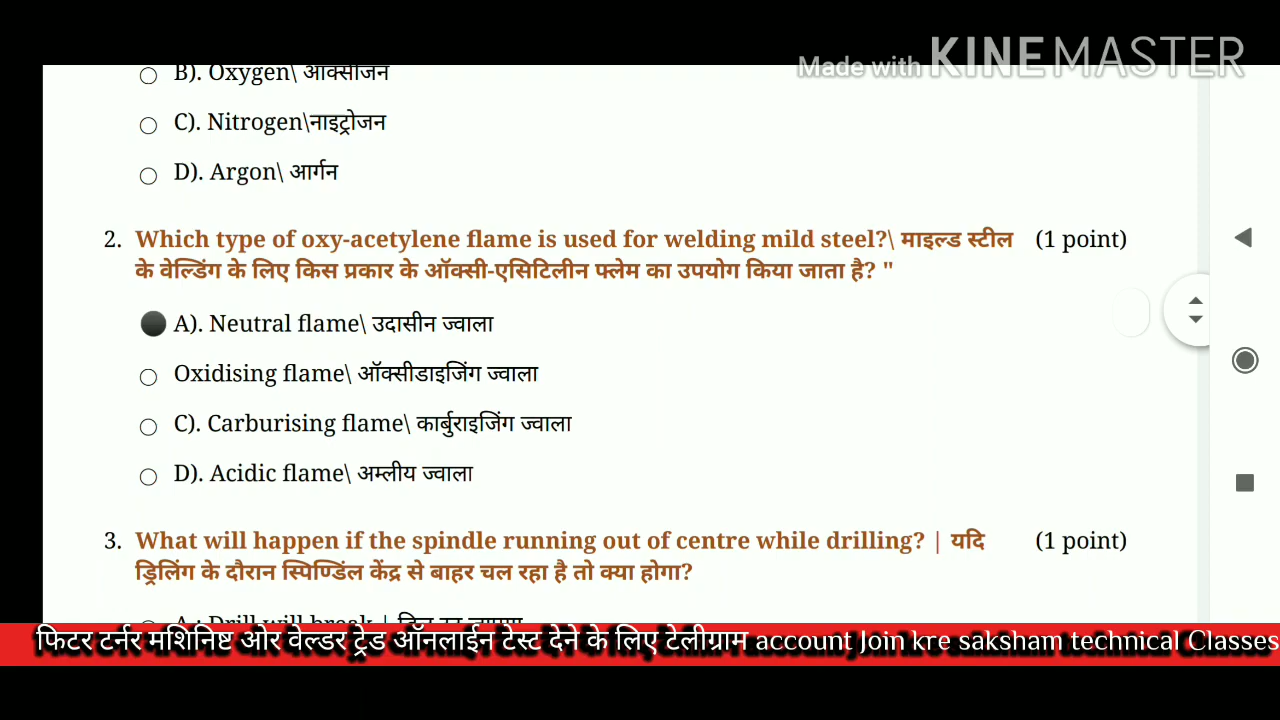 Made with KINEMASTER
B). Oxygen\ ऑक्सीजन
C). Nitrogen\नाइट्रोजन
D). Argon\ आर्गन
2. Which type of oxy-acetylene flame is used for welding mild steel?\ माइल्ड स्टील (1 point)
के वेल्डिंग के लिए किस प्रकार के ऑक्सी-एसिटिलीन फ्लेम का उपयोग किया जाता है? "
A). Neutral flame\ उदासीन ज्वाला
Oxidising flame\ ऑक्सीडाइजिंग ज्वाला
C). Carburising flame\ कार्बुराइजिंग ज्वाला
D). Acidic flame\ अम्लीय ज्वाला
3. What will happen if the spindle running out of centre while drilling? | यदि (1 point)
ड्रिलिंग के दौरान स्पिण्डिंल केंद्र से बाहर चल रहा है तो क्या होगा?
A : Drill will break |
फिटर टर्नर मशिनिष्ट ओर वेल्डर ट्रेड ऑनलाईन टेस्ट देने के लिए टेलीग्राम account Join kre saksham technical Classes